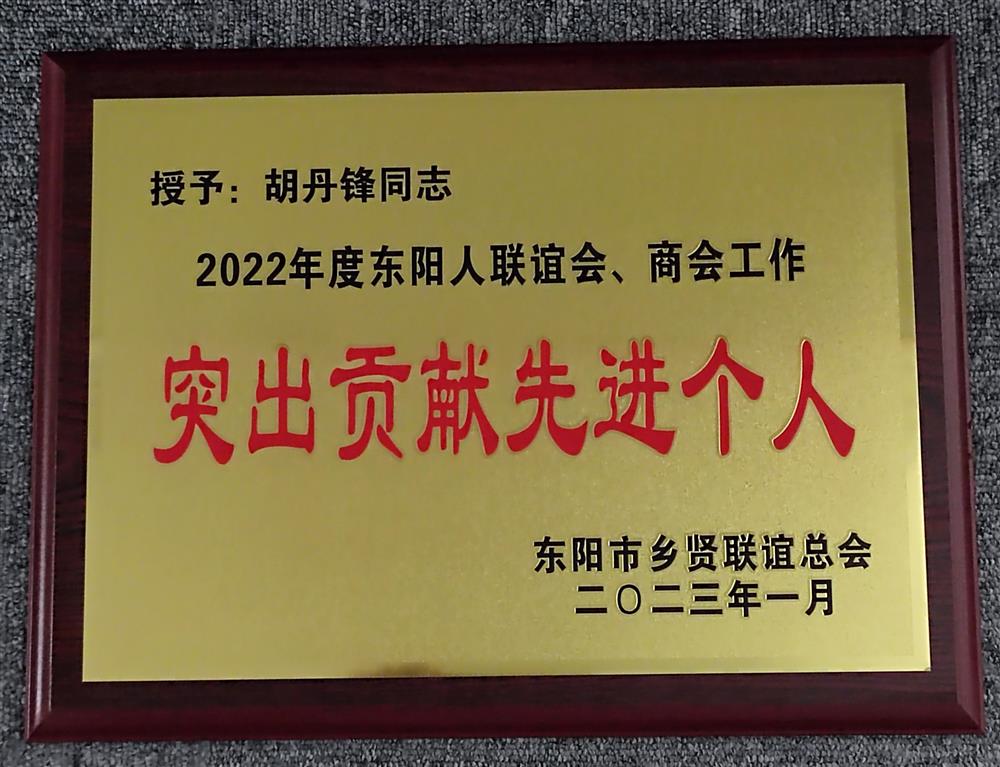 授予：胡丹锋同志
2022年度东阳人联谊会、商会工作
突出贡献先进个人
东阳市乡贤联谊总会
二〇二三年一月